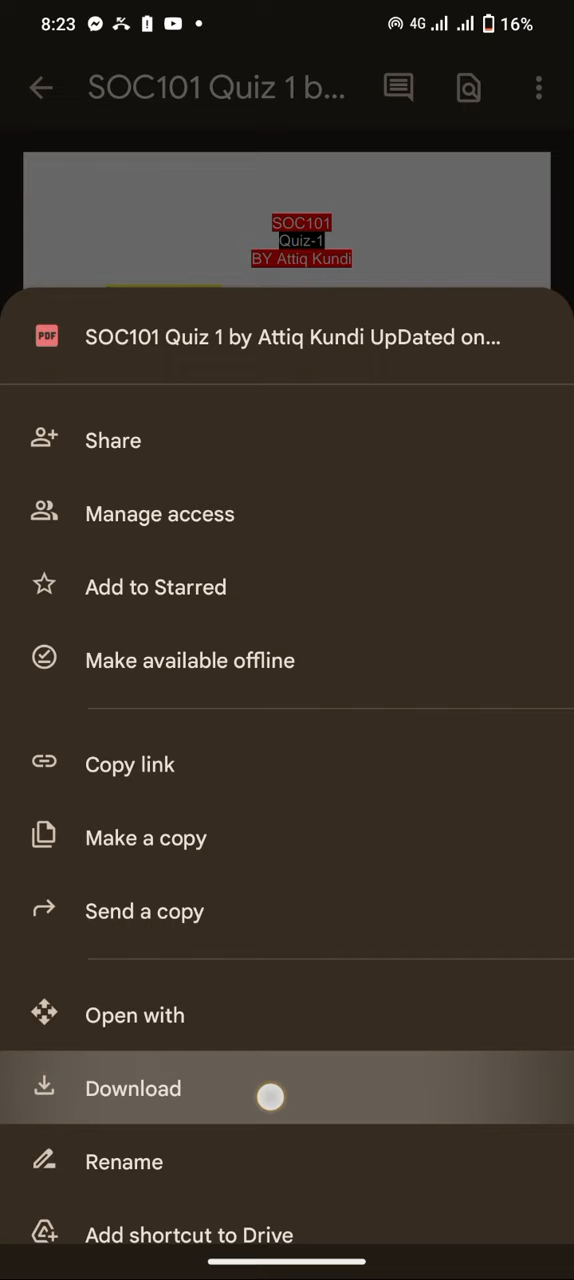 8:23
4G
16%
SOC101 Quiz 1 b...
SOC101
Quiz-1
BY Attiq Kundi
PDF
SOC101 Quiz 1 by Attiq Kundi UpDated on...
Share
Manage access
Add to Starred
Make available offline
Copy link
Make a copy
Send a copy
Open with
Download
Rename
Add shortcut to Drive